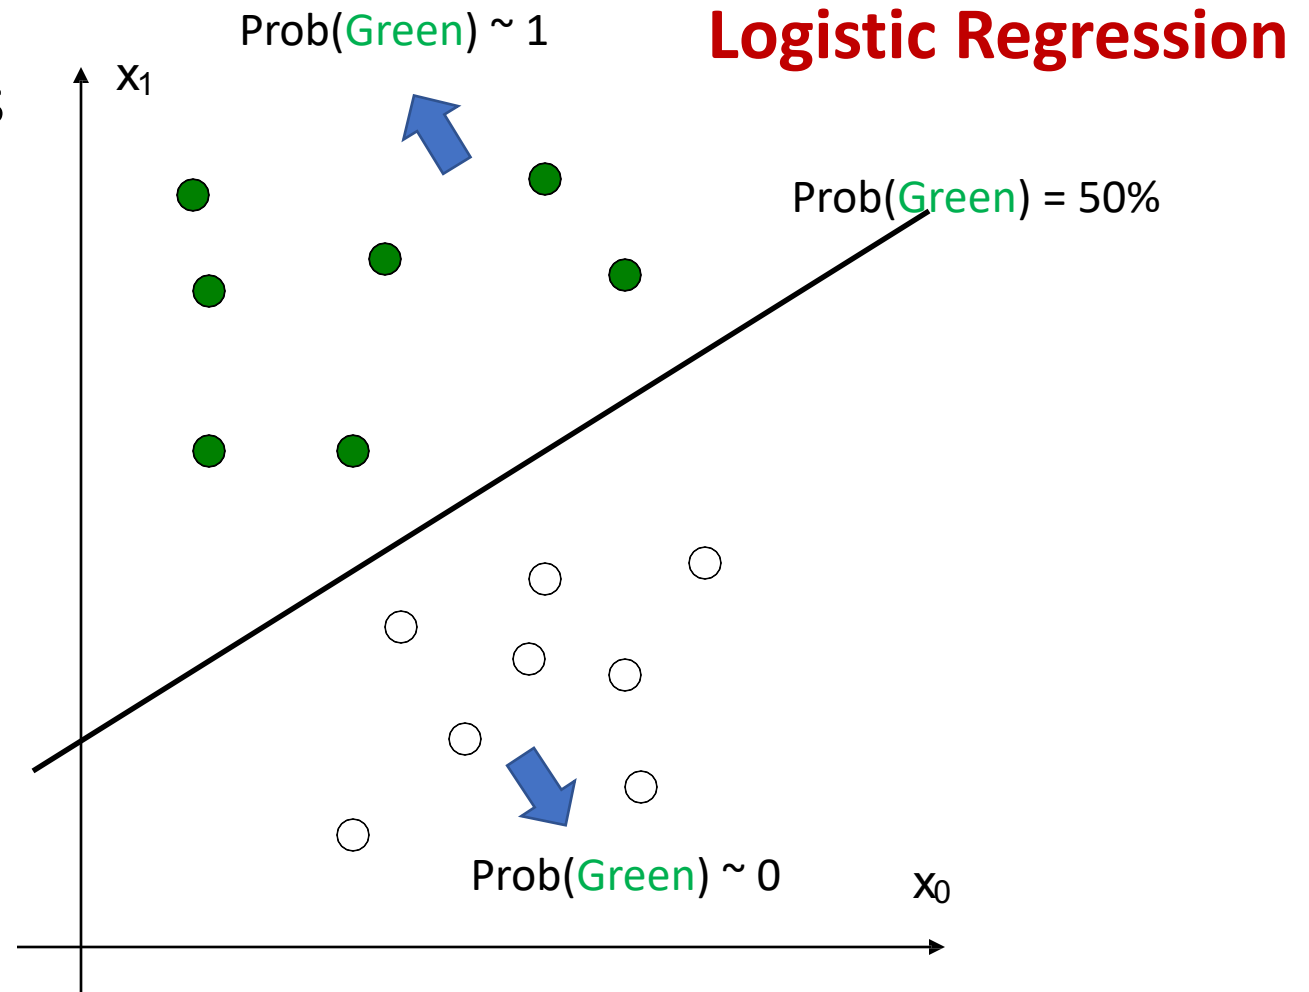 Prob(Green) ~ 1
Logistic Regression
x1
Prob(Green) = 50%
Prob(Green) ~ 0
x0